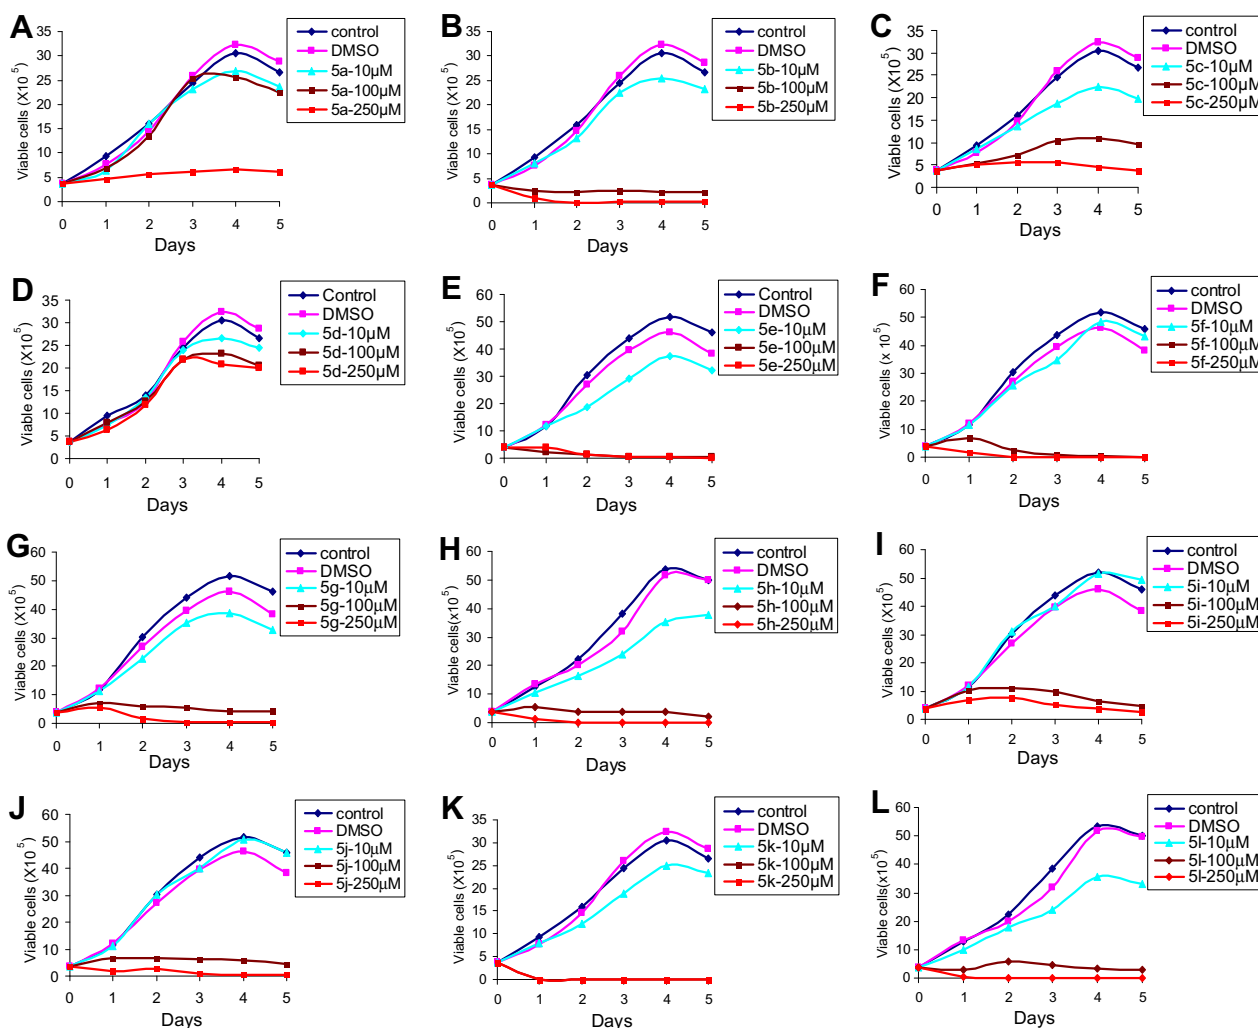 A
Viable cells (X10⁵)
35
30
25
20
15
10
5
0
0 1 2 3 4 5
Days
control
DMSO
5a-10µM
5a-100µM
5a-250µM
B
Viable cells (X10⁵)
35
30
25
20
15
10
5
0
0 1 2 3 4 5
Days
control
DMSO
5b-10µM
5b-100µM
5b-250µM
C
Viable cells (X10⁵)
35
30
25
20
15
10
5
0
0 1 2 3 4 5
Days
control
DMSO
5c-10µM
5c-100µM
5c-250µM
D
Viable cells (X10⁵)
35
30
25
20
15
10
5
0
0 1 2 3 4 5
Days
Control
DMSO
5d-10µM
5d-100µM
5d-250µM
E
Viable cells (X10⁵)
60
50
40
30
20
10
0
0 1 2 3 4 5
Days
Control
DMSO
5e-10µM
5e-100µM
5e-250µM
F
Viable cells (x 10⁵)
60
50
40
30
20
10
0
0 1 2 3 4 5
Days
control
DMSO
5f-10µM
5f-100µM
5f-250µM
G
Viable cells (X10⁵)
60
50
40
30
20
10
0
0 1 2 3 4 5
Days
control
DMSO
5g-10µM
5g-100µM
5g-250µM
H
Viable cells(x10⁵)
60
50
40
30
20
10
0
0 1 2 3 4 5
Days
control
DMSO
5h-10µM
5h-100µM
5h-250µM
I
Viable cells (X10⁵)
60
50
40
30
20
10
0
0 1 2 3 4 5
Days
control
DMSO
5i-10µM
5i-100µM
5i-250µM
J
Viable cells (X10⁵)
60
50
40
30
20
10
0
0 1 2 3 4 5
Days
control
DMSO
5j-10µM
5j-100µM
5j-250µM
K
Viable cells (X10⁵)
35
30
25
20
15
10
5
0
0 1 2 3 4 5
Days
control
DMSO
5k-10µM
5k-100µM
5k-250µM
L
Viable cells(x10⁵)
60
50
40
30
20
10
0
0 1 2 3 4 5
Days
control
DMSO
5l-10µM
5l-100µM
5l-250µM